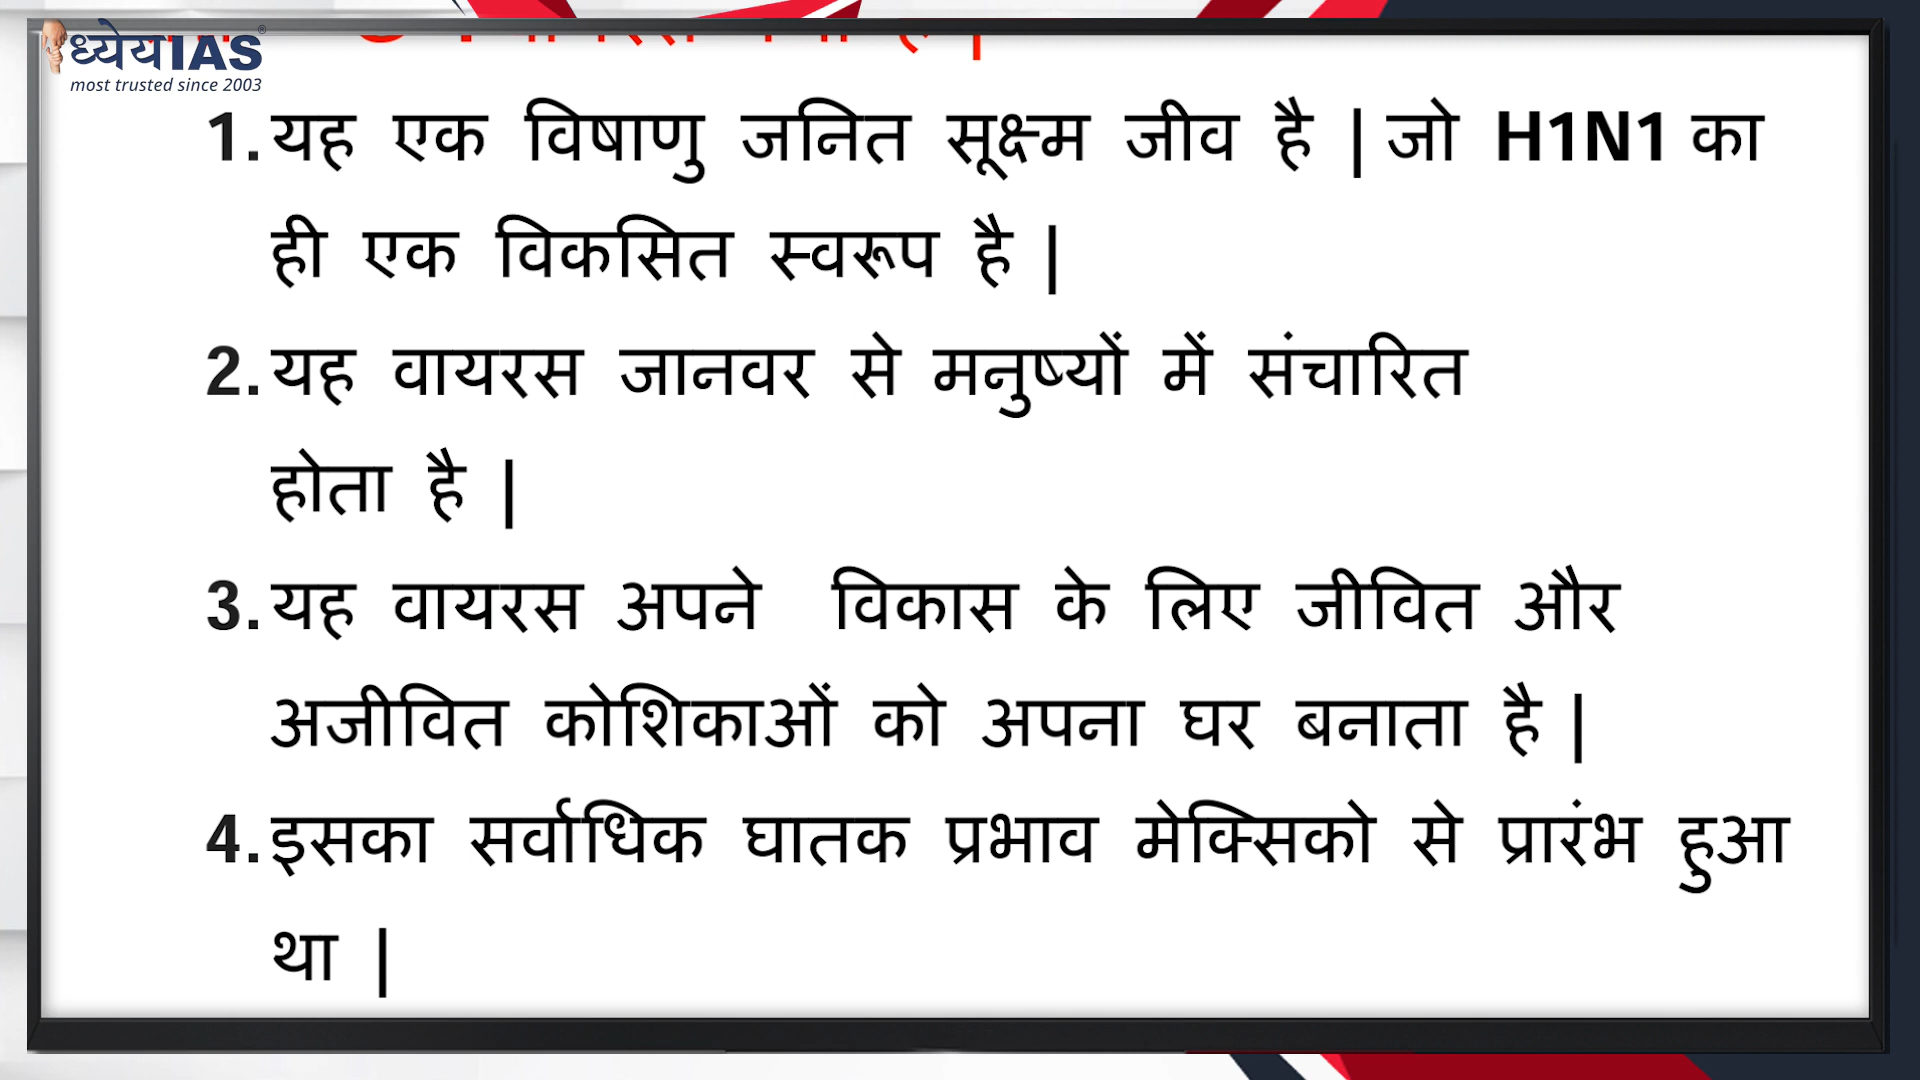 ध्येयIAS®
most trusted since 2003
1. यह एक विषाणु जनित सूक्ष्म जीव है | जो H1N1 का
ही एक विकसित स्वरूप है |
2. यह वायरस जानवर से मनुष्यों में संचारित
होता है |
3. यह वायरस अपने विकास के लिए जीवित और
अजीवित कोशिकाओं को अपना घर बनाता है |
4. इसका सर्वाधिक घातक प्रभाव मेक्सिको से प्रारंभ हुआ
था |